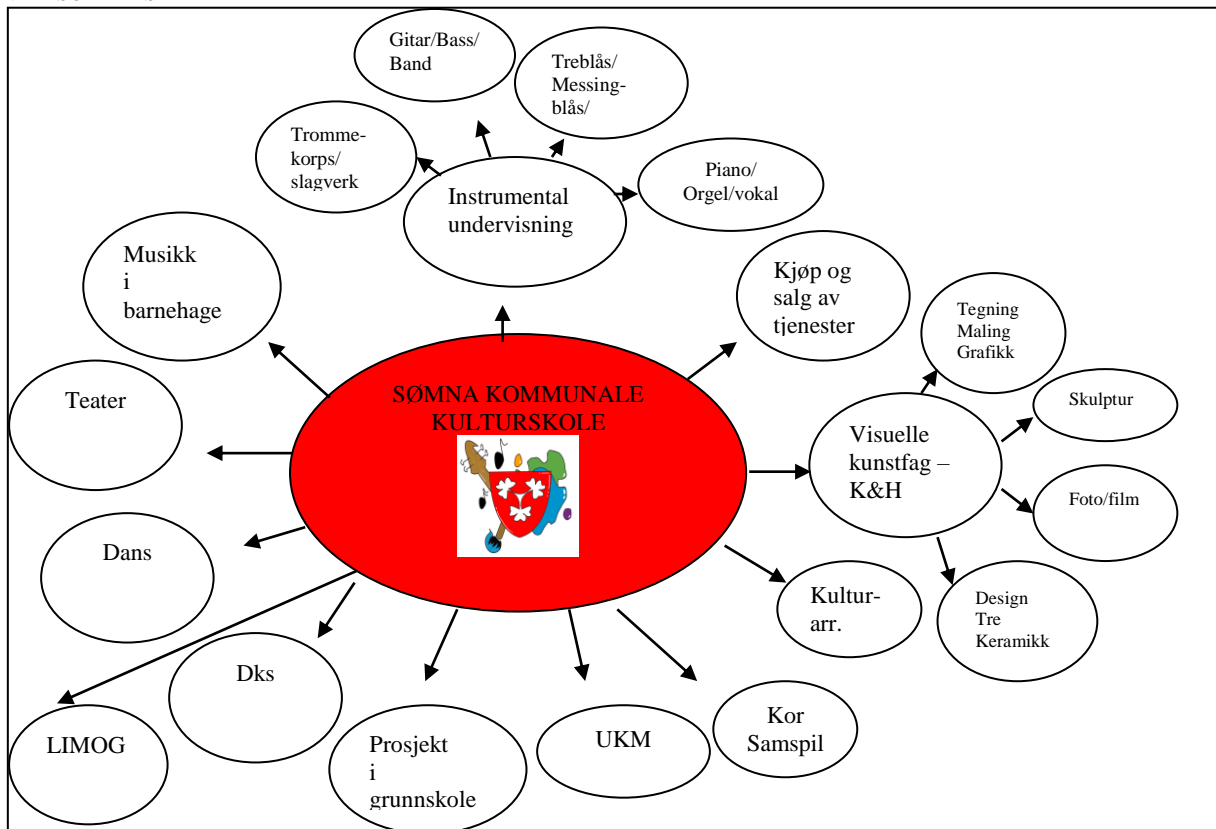 Gitar/Bass/
Band
Treblås/
Messing-
blås/
Tromme-
korps/
slagverk
Piano/
Orgel/vokal
Instrumental
undervisning
Musikk
i
barnehage
Kjøp og
salg av
tjenester
Tegning
Maling
Grafikk
Teater
SØMNA KOMMUNALE
KULTURSKOLE
Skulptur
Visuelle
kunstfag –
K&H
Foto/film
Dans
Kultur-
arr.
Design
Tre
Keramikk
Dks
LIMOG
Prosjekt
i
grunnskole
UKM
Kor
Samspil